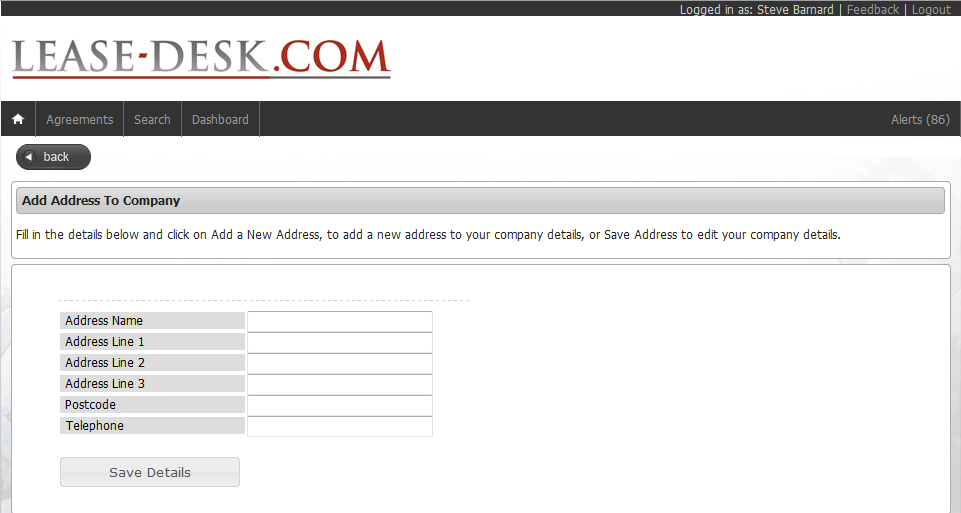 Logged in as: Steve Barnard | Feedback | Logout
LEASE-DESK.COM
Agreements Search Dashboard Alerts (86)
back
Add Address To Company
Fill in the details below and click on Add a New Address, to add a new address to your company details, or Save Address to edit your company details.
Address Name
Address Line 1
Address Line 2
Address Line 3
Postcode
Telephone
Save Details